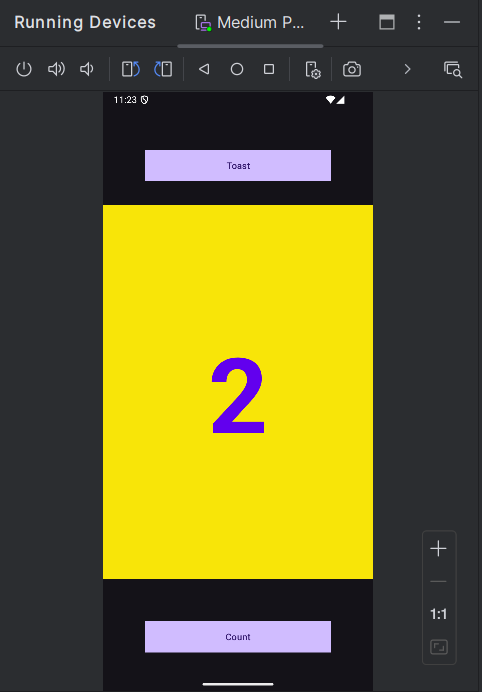 Running Devices
Medium P...
11:23
Toast
2
1:1
Count